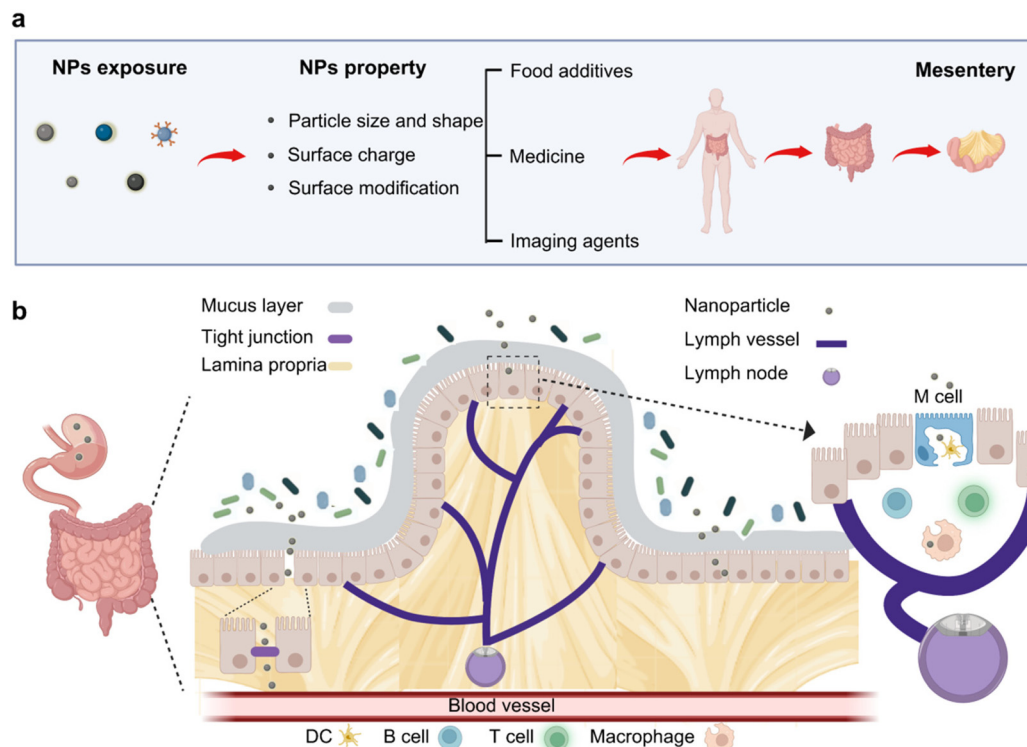 a
NPs exposure
NPs property
Food additives
Mesentery
• Particle size and shape
• Surface charge
Medicine
• Surface modification
Imaging agents
b
Mucus layer
Tight junction
Lamina propria
Nanoparticle
Lymph vessel
Lymph node
M cell
Blood vessel
DC
B cell
T cell
Macrophage